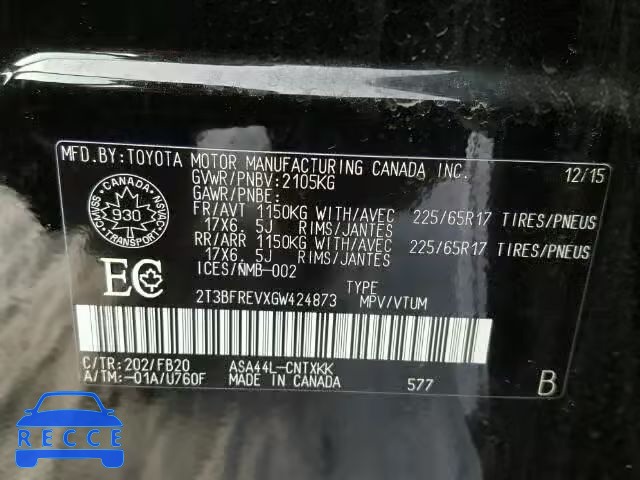 MFD.BY:TOYOTA MOTOR MANUFACTURING CANADA INC. 12/15
GVWR/PNBV:2105KG
GAWR/PNBE:
FR/AVT 1150KG WITH/AVEC 225/65R17 TIRES/PNEUS
17X6.5J RIMS/JANTES
RR/ARR 1150KG WITH/AVEC 225/65R17 TIRES/PNEUS
17X6.5J RIMS/JANTES
ICES/NMB-002
CANADA
CMVSS 930 NSVAC
TRANSPORT
EC
TYPE
2T3BFREVXGW424873 MPV/VTUM
C/TR:202/FB20 ASA44L-CNTXKK
A/TM:-01A/U760F MADE IN CANADA 577 B
RECCE